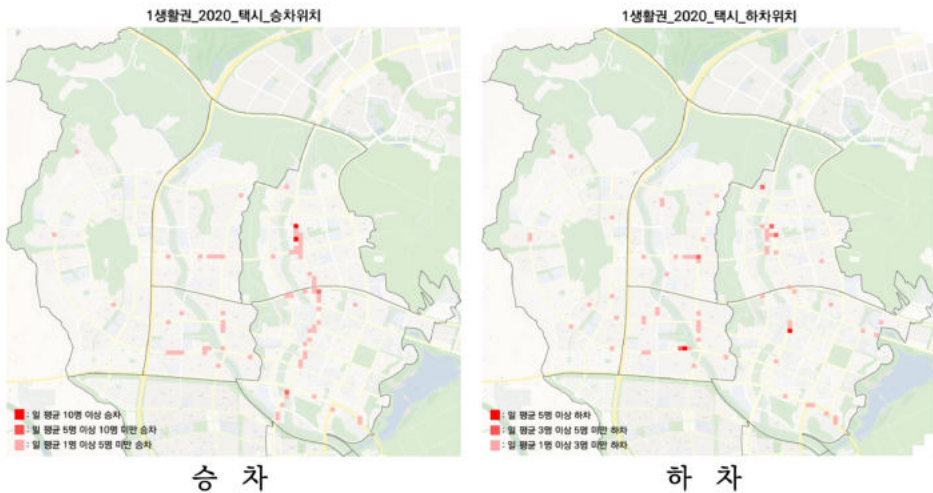 1생활권_2020_택시_승차위치
: 일 평균 10명 이상 승차
: 일 평균 5명 이상 10명 미만 승차
: 일 평균 1명 이상 5명 미만 승차
승 차
1생활권_2020_택시_하차위치
: 일 평균 5명 이상 하차
: 일 평균 3명 이상 5명 미만 하차
: 일 평균 1명 이상 3명 미만 하차
하 차